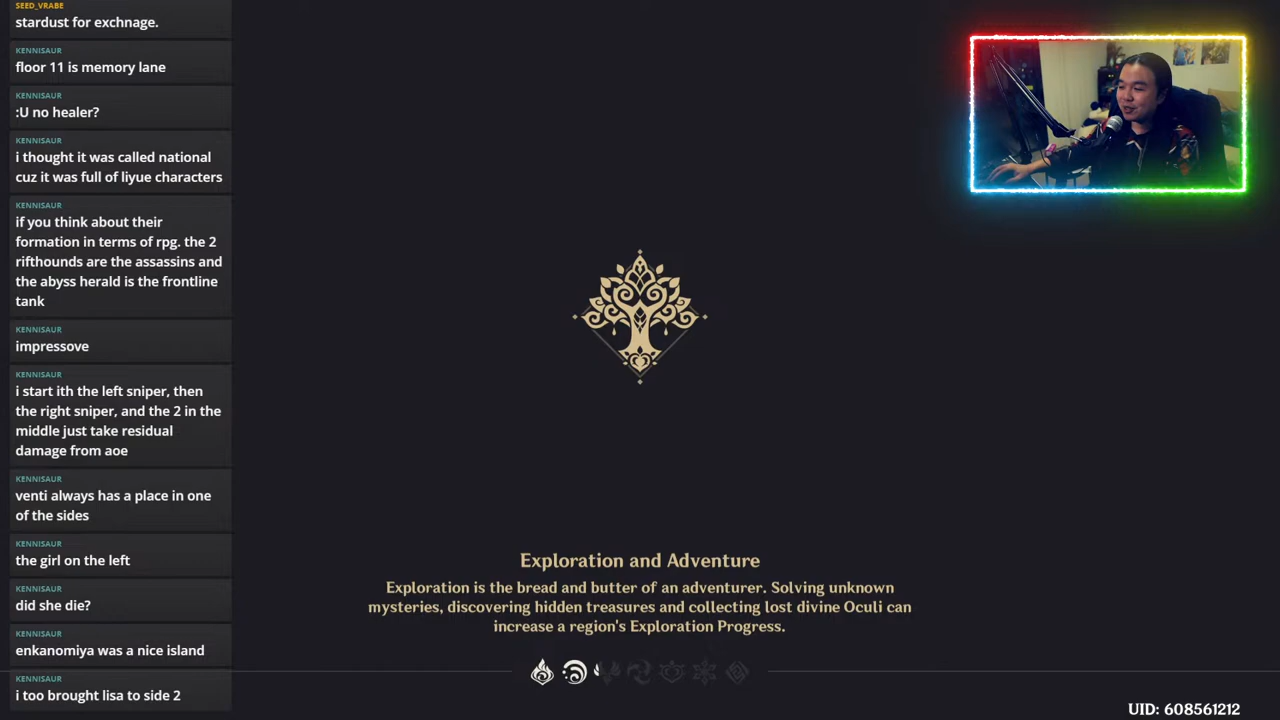 SEED_VRABE
stardust for exchnage.
KENNISAUR
floor 11 is memory lane
KENNISAUR
:U no healer?
KENNISAUR
i thought it was called national
cuz it was full of liyue characters
KENNISAUR
if you think about their
formation in terms of rpg. the 2
rifthounds are the assassins and
the abyss herald is the frontline
tank
KENNISAUR
impressove
KENNISAUR
i start ith the left sniper, then
the right sniper, and the 2 in the
middle just take residual
damage from aoe
KENNISAUR
venti always has a place in one
of the sides
KENNISAUR
the girl on the left
KENNISAUR
did she die?
KENNISAUR
enkanomiya was a nice island
KENNISAUR
i too brought lisa to side 2
Exploration and Adventure
Exploration is the bread and butter of an adventurer. Solving unknown
mysteries, discovering hidden treasures and collecting lost divine Oculi can
increase a region's Exploration Progress.
UID: 608561212